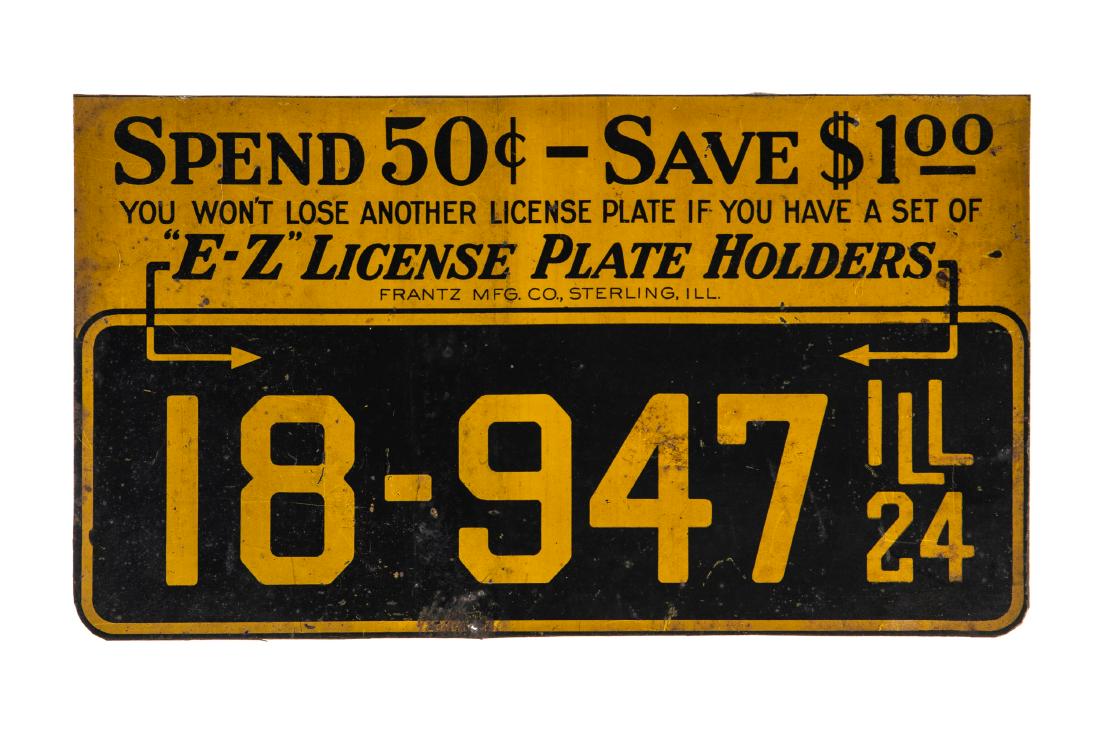 SPEND 50¢ – SAVE $1.00
YOU WON'T LOSE ANOTHER LICENSE PLATE IF YOU HAVE A SET OF
"E-Z" LICENSE PLATE HOLDERS
FRANTZ MFG. CO., STERLING, ILL.
18-947 ILL
24